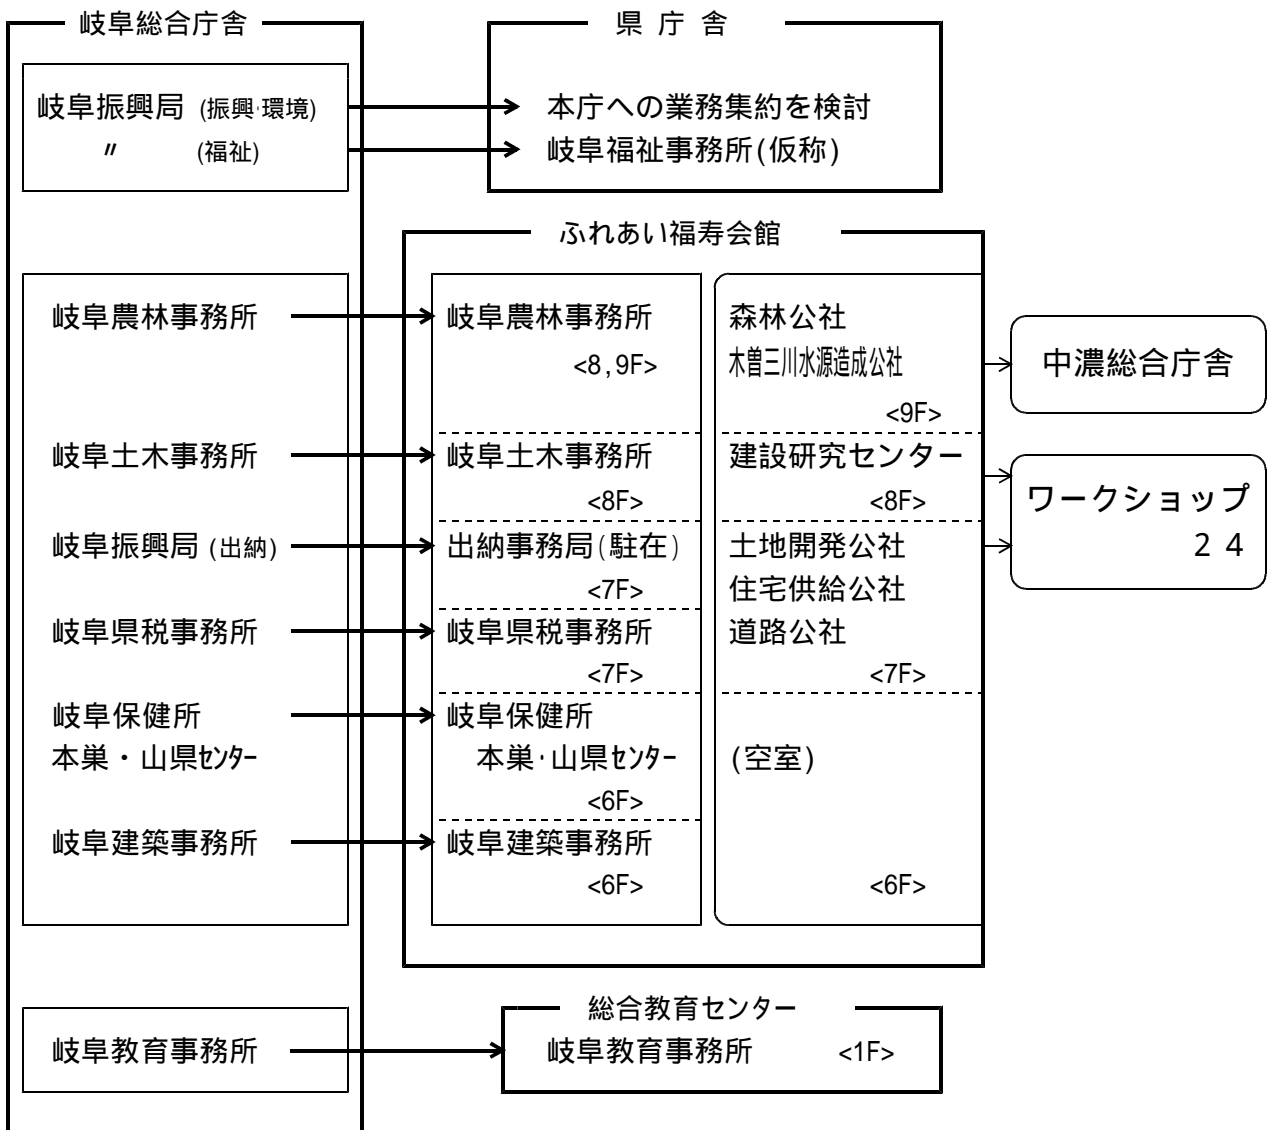 岐阜総合庁舎
県 庁 舎
岐阜振興局 (振興・環境)
本庁への業務集約を検討
〃 (福祉)
岐阜福祉事務所(仮称)
ふれあい福寿会館
岐阜農林事務所
岐阜農林事務所
<8,9F>
森林公社
木曽三川水源造成公社
<9F>
中濃総合庁舎
岐阜土木事務所
岐阜土木事務所
<8F>
建設研究センター
<8F>
ワークショップ
２４
岐阜振興局 (出納)
出納事務局(駐在)
<7F>
土地開発公社
住宅供給公社
道路公社
<7F>
岐阜県税事務所
岐阜県税事務所
<7F>
岐阜保健所
本巣・山県センター
岐阜保健所
本巣・山県センター
<6F>
(空室)
<6F>
岐阜建築事務所
岐阜建築事務所
<6F>
総合教育センター
岐阜教育事務所
岐阜教育事務所 <1F>